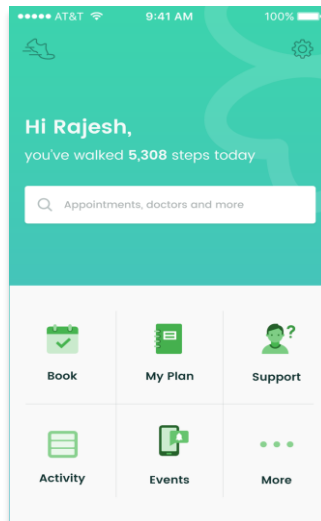 AT&T 9:41 AM 100%
Hi Rajesh,
you've walked 5,308 steps today
Appointments, doctors and more
Book My Plan Support
?
Activity Events More